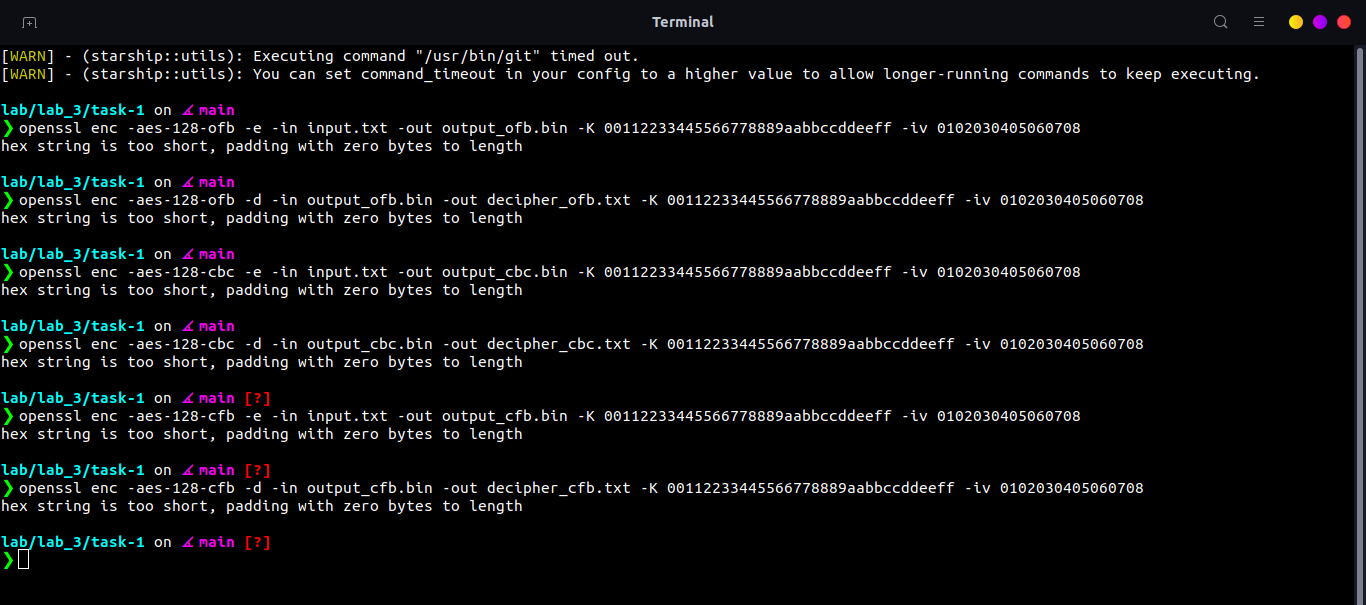 Terminal
[WARN] - (starship::utils): Executing command "/usr/bin/git" timed out.
[WARN] - (starship::utils): You can set command_timeout in your config to a higher value to allow longer-running commands to keep executing.
lab/lab_3/task-1 on main
❯ openssl enc -aes-128-ofb -e -in input.txt -out output_ofb.bin -K 00112233445566778889aabbccddeeff -iv 0102030405060708
hex string is too short, padding with zero bytes to length
lab/lab_3/task-1 on main
❯ openssl enc -aes-128-ofb -d -in output_ofb.bin -out decipher_ofb.txt -K 00112233445566778889aabbccddeeff -iv 0102030405060708
hex string is too short, padding with zero bytes to length
lab/lab_3/task-1 on main
❯ openssl enc -aes-128-cbc -e -in input.txt -out output_cbc.bin -K 00112233445566778889aabbccddeeff -iv 0102030405060708
hex string is too short, padding with zero bytes to length
lab/lab_3/task-1 on main
❯ openssl enc -aes-128-cbc -d -in output_cbc.bin -out decipher_cbc.txt -K 00112233445566778889aabbccddeeff -iv 0102030405060708
hex string is too short, padding with zero bytes to length
lab/lab_3/task-1 on main [?]
❯ openssl enc -aes-128-cfb -e -in input.txt -out output_cfb.bin -K 00112233445566778889aabbccddeeff -iv 0102030405060708
hex string is too short, padding with zero bytes to length
lab/lab_3/task-1 on main [?]
❯ openssl enc -aes-128-cfb -d -in output_cfb.bin -out decipher_cfb.txt -K 00112233445566778889aabbccddeeff -iv 0102030405060708
hex string is too short, padding with zero bytes to length
lab/lab_3/task-1 on main [?]
❯